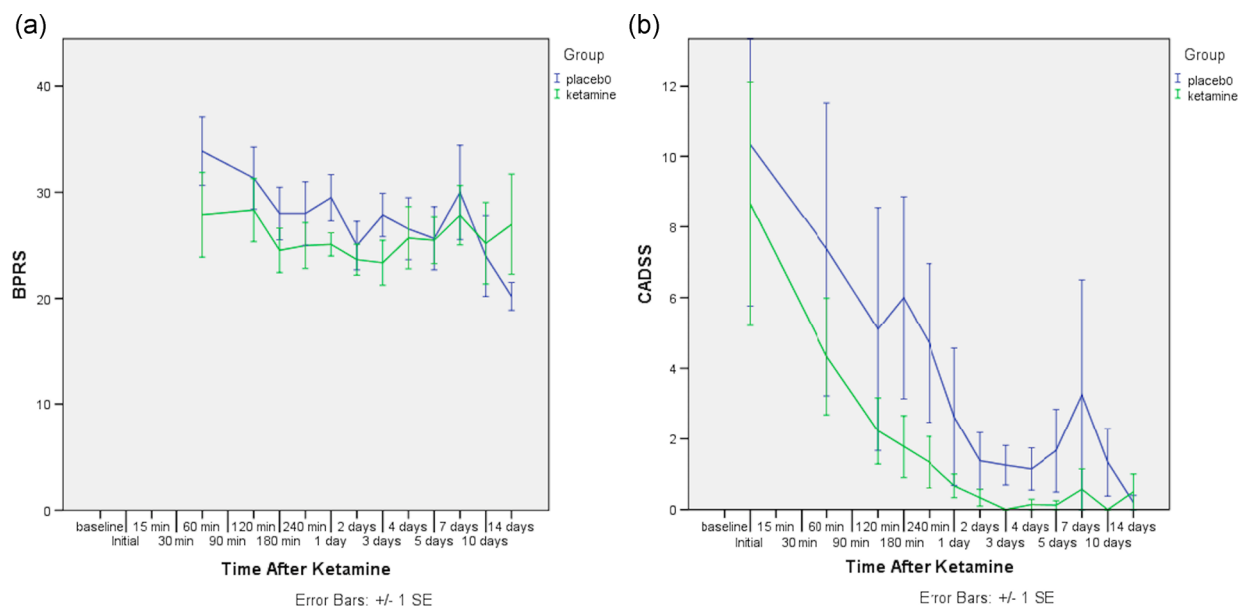 (a)
Group
placeb0
ketamine
40
30
20
10
0
BPRS
baseline 15 min 60 min 120 min 240 min 2 days 4 days 7 days 14 days
Initial 30 min 90 min 180 min 1 day 3 days 5 days 10 days
Time After Ketamine
Error Bars: +/- 1 SE
(b)
Group
placeb0
ketamine
12
10
8
6
4
2
0
CADSS
baseline 15 min 60 min 120 min 240 min 2 days 4 days 7 days 14 days
Initial 30 min 90 min 180 min 1 day 3 days 5 days 10 days
Time After Ketamine
Error Bars: +/- 1 SE